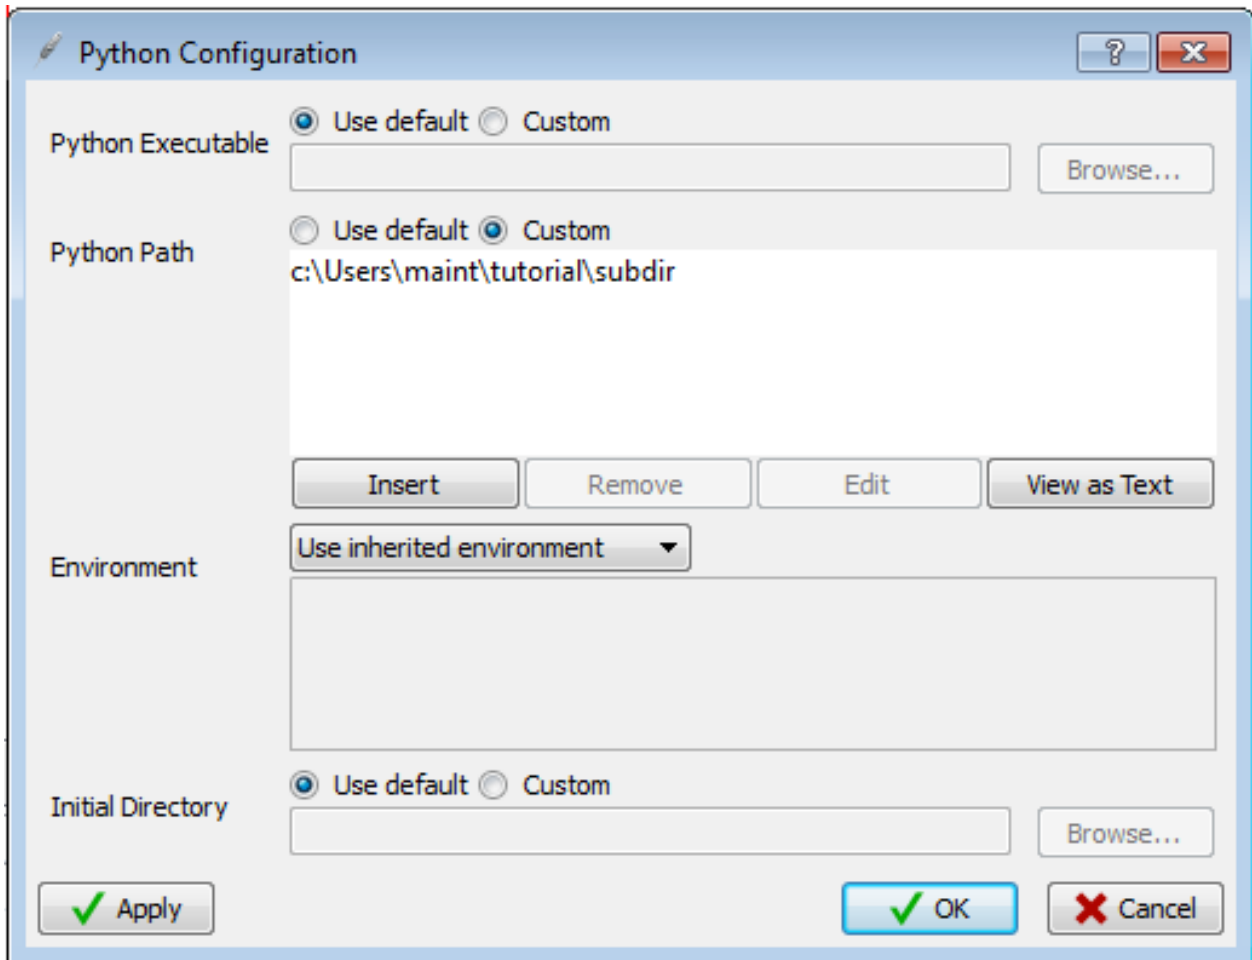 Python Configuration
Python Executable
Use default Custom
Browse...
Python Path
Use default Custom
c:\Users\maint\tutorial\subdir
Insert Remove Edit View as Text
Environment
Use inherited environment
Initial Directory
Use default Custom
Browse...
Apply OK Cancel